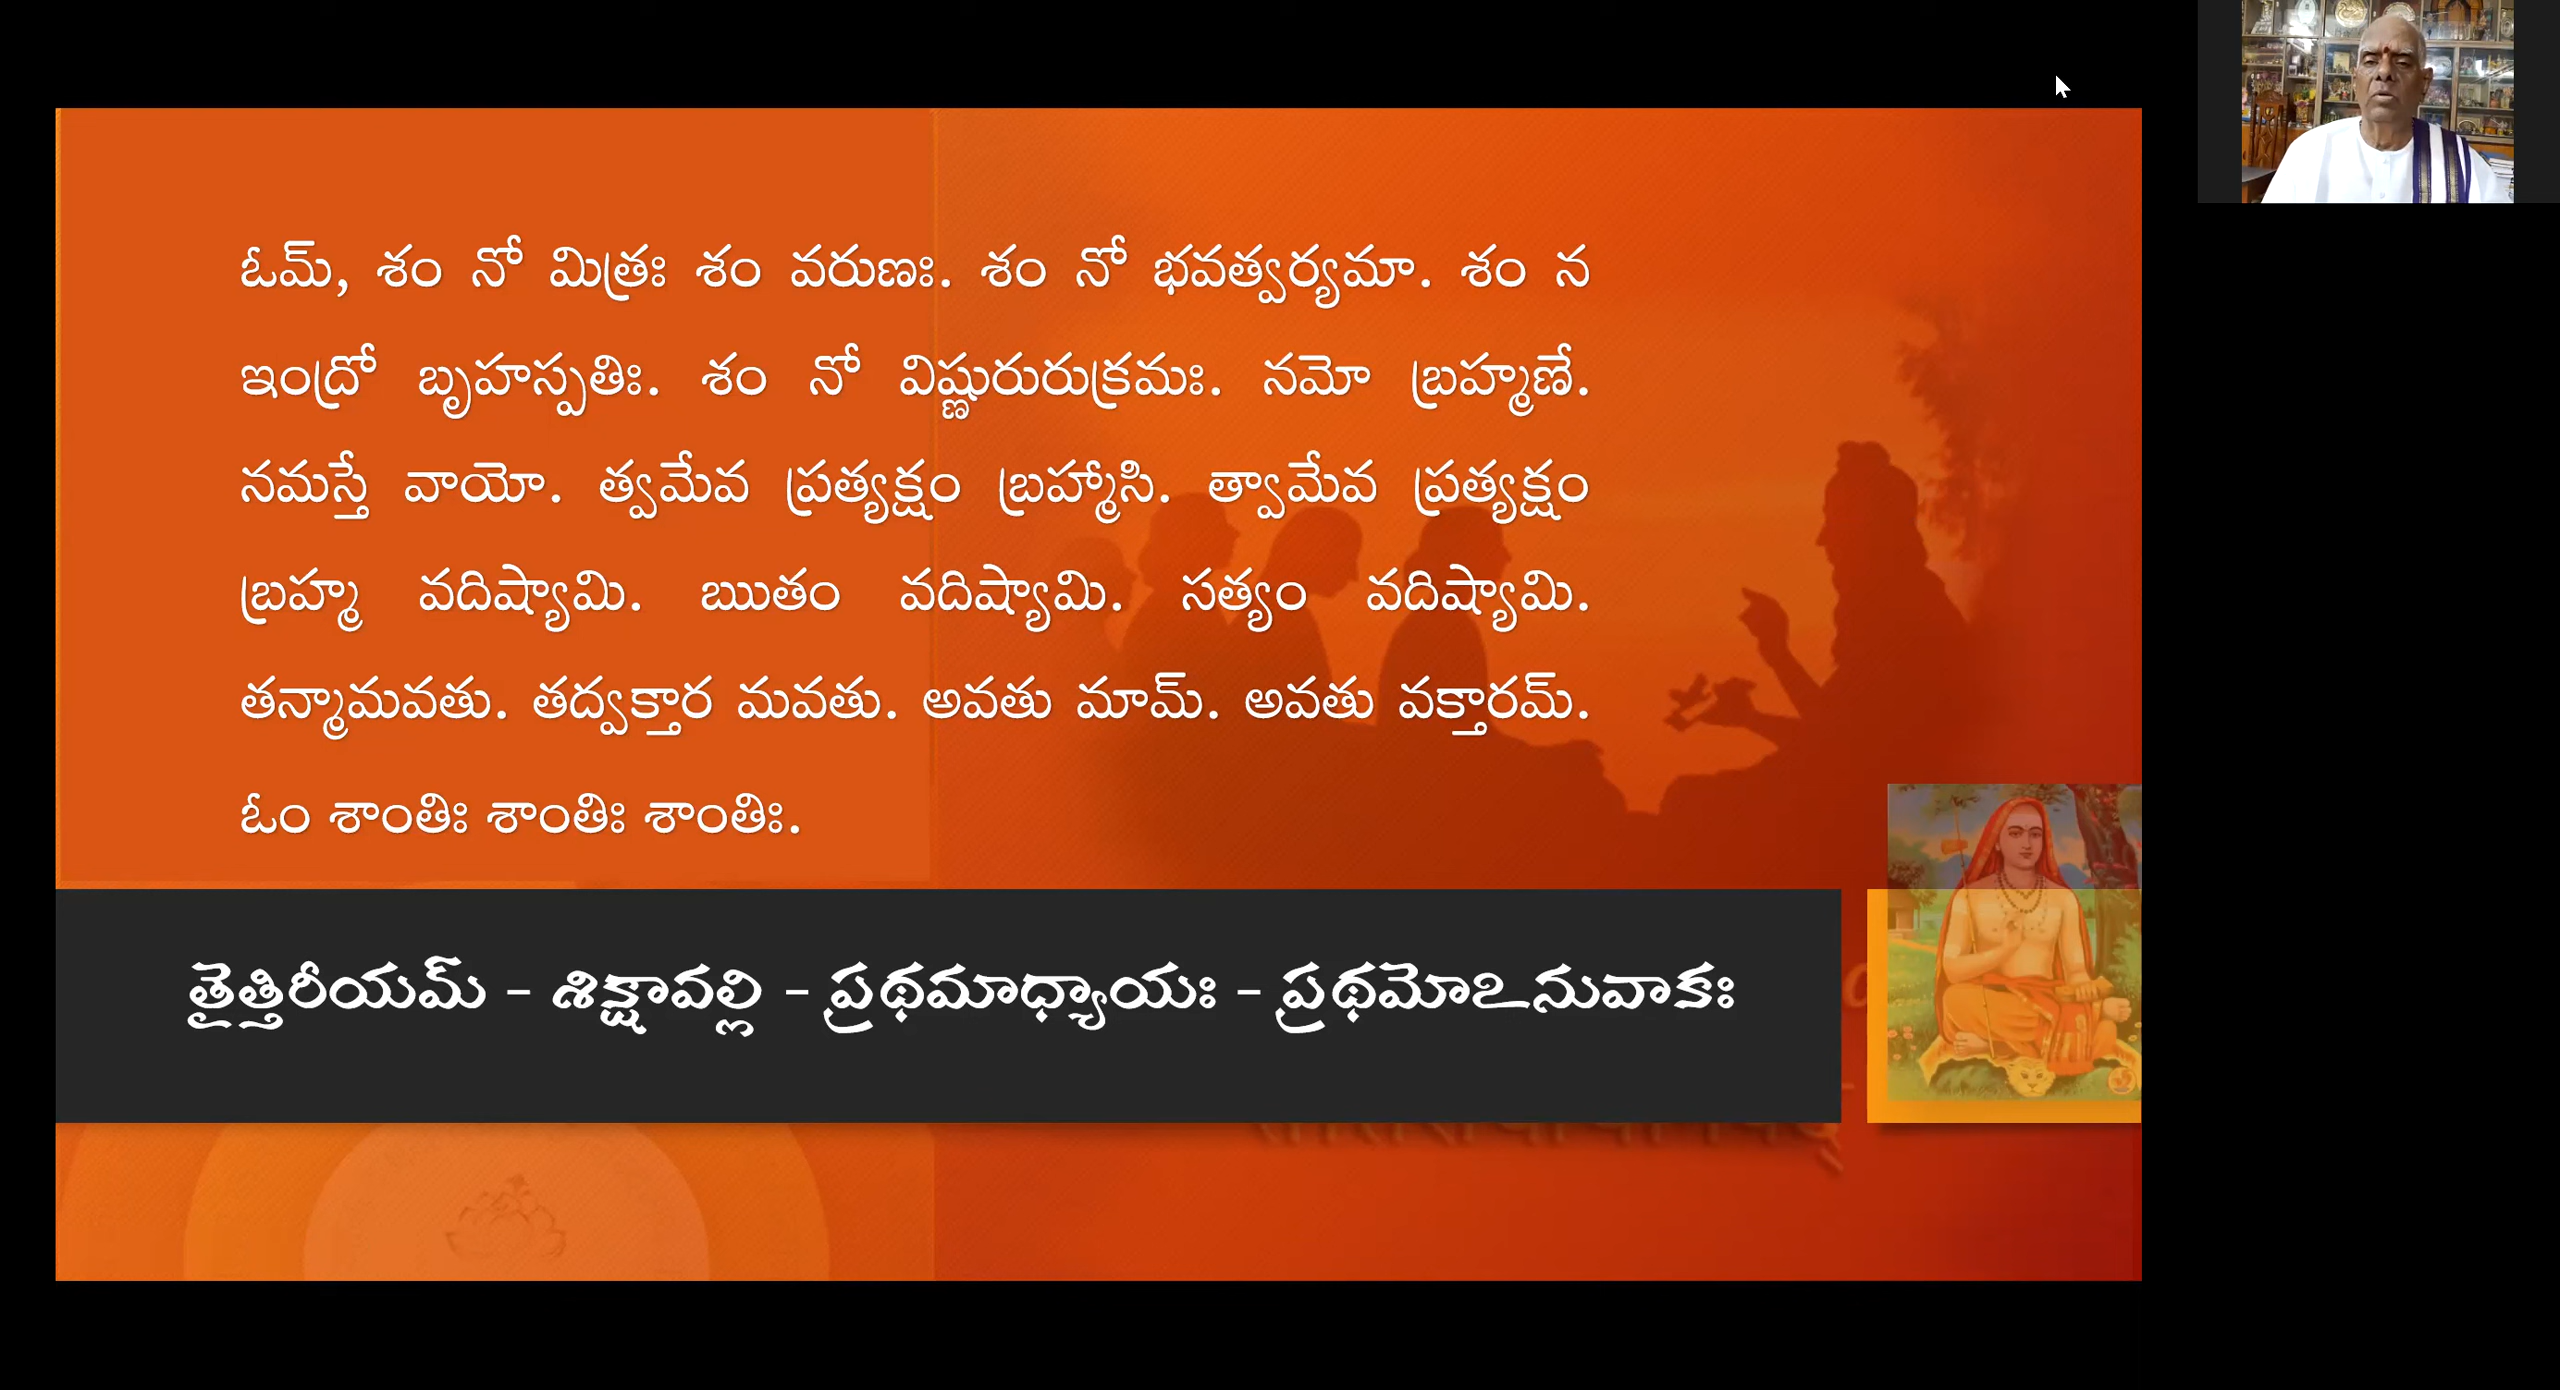 ఓమ్, శం నో మిత్రః శం వరుణః. శం నో భవత్వర్యమా. శం న
ఇంద్రో బృహస్పతిః. శం నో విష్ణురురుక్రమః. నమో బ్రహ్మణే.
నమస్తే వాయో. త్వమేవ ప్రత్యక్షం బ్రహ్మాసి. త్వామేవ ప్రత్యక్షం
బ్రహ్మ వదిష్యామి. ఋతం వదిష్యామి. సత్యం వదిష్యామి.
తన్మామవతు. తద్వక్తార మవతు. అవతు మామ్. అవతు వక్తారమ్.
ఓం శాంతిః శాంతిః శాంతిః.
తైత్తిరీయమ్ - శిక్షావల్లి - ప్రథమాధ్యాయః - ప్రథమోఽనువాకః